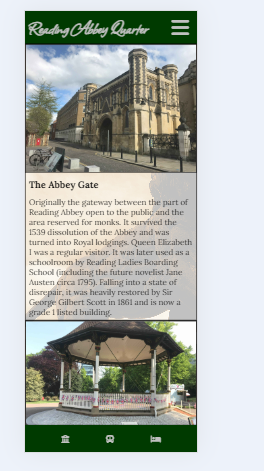 Reading Abbey Quarter
The Abbey Gate
Originally the gateway between the part of
Reading Abbey open to the public and the
area reserved for monks. It survived the
1539 dissolution of the Abbey and was
turned into Royal lodgings. Queen Elizabeth
I was a regular visitor. It was later used as a
schoolroom by Reading Ladies Boarding
School (including the future novelist Jane
Austen circa 1795). Falling into a state of
disrepair, it was heavily restored by Sir
George Gilbert Scott in 1861 and is now a
grade 1 listed building.